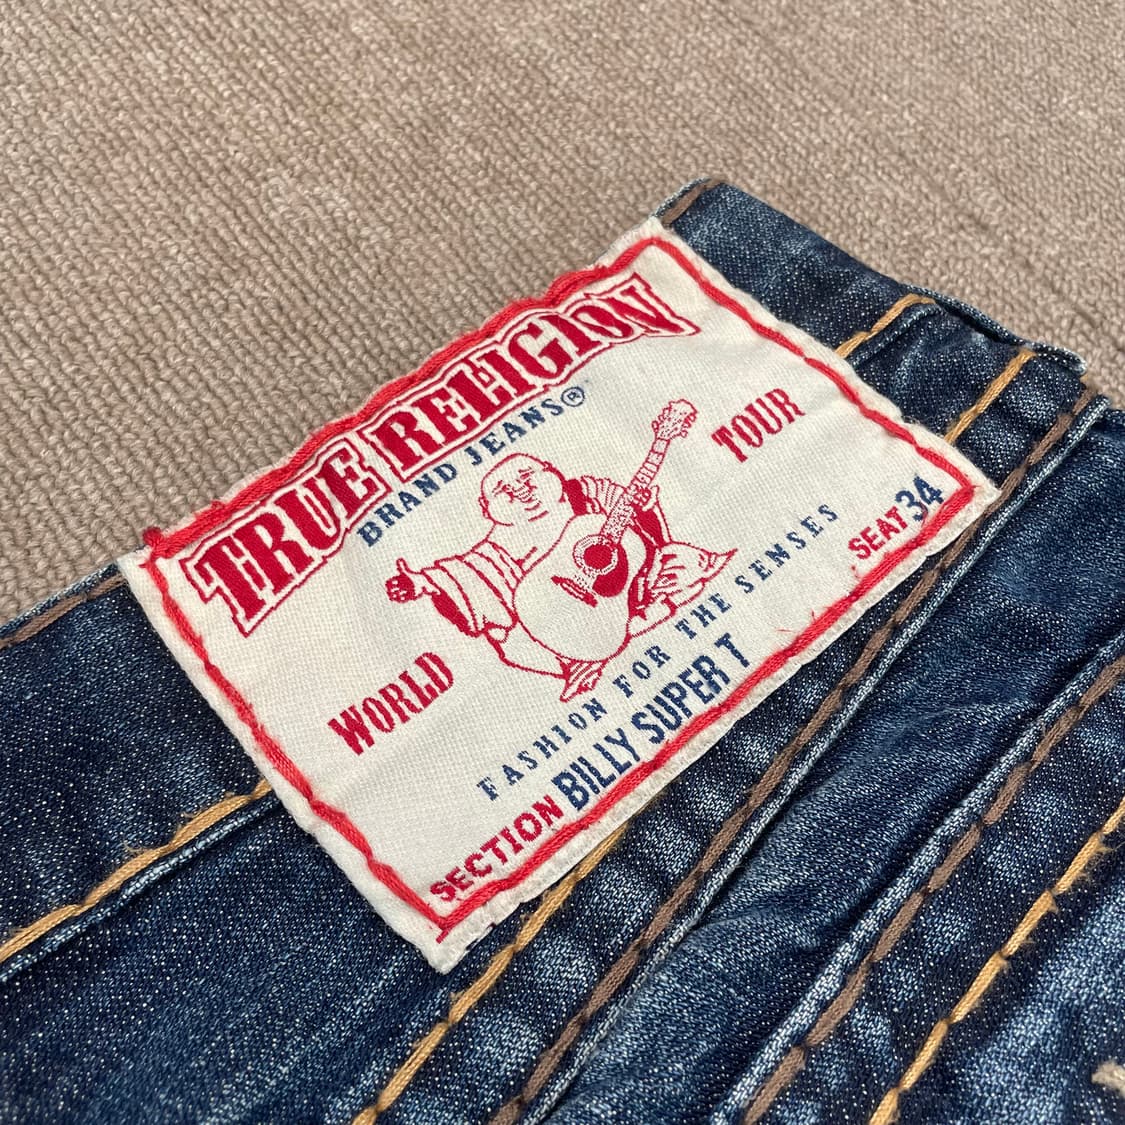 TRUE RELIGION
BRAND JEANS®
WORLD TOUR
FASHION FOR THE SENSES
SECTION BILLY SUPER T SEAT 34